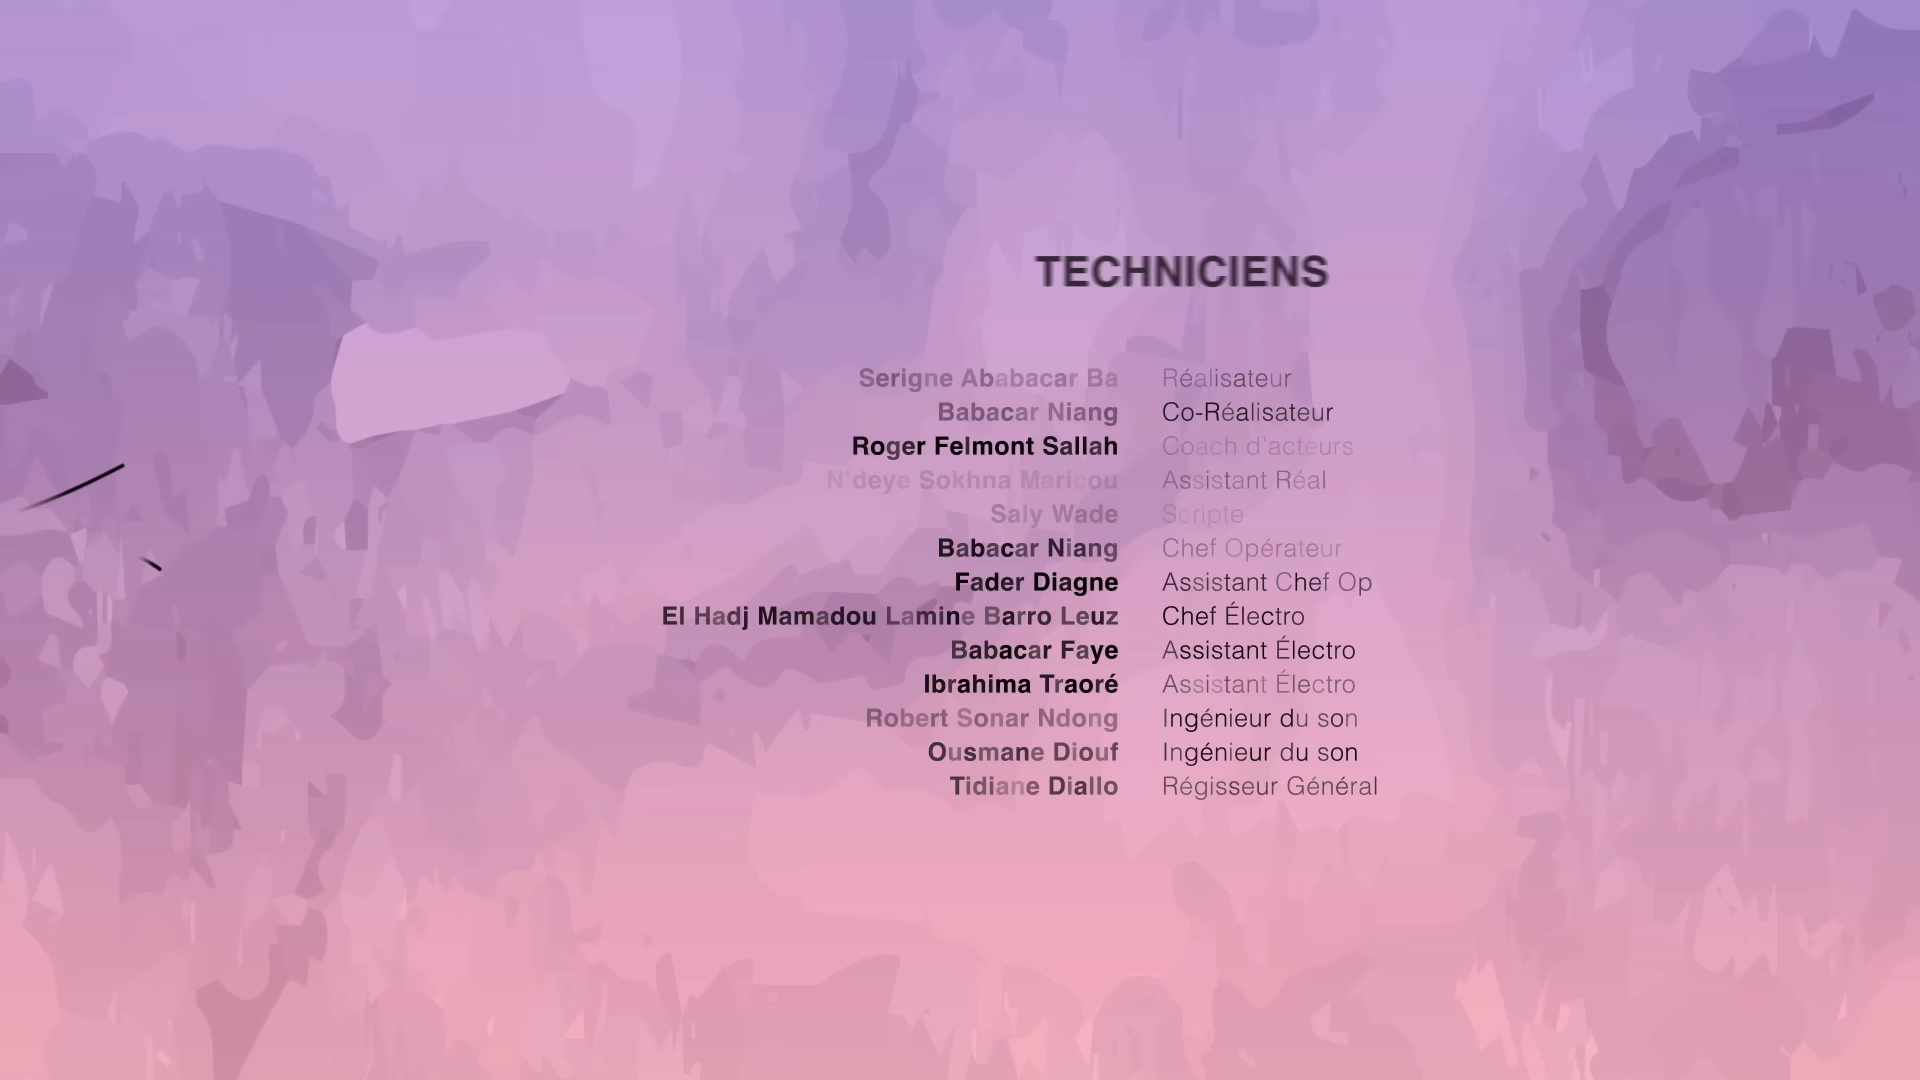 TECHNICIENS
Serigne Ababacar Ba Réalisateur
Babacar Niang Co-Réalisateur
Roger Felmont Sallah Coach d'acteurs
N'deye Sokhna Maricou Assistant Réal
Saly Wade Scripte
Babacar Niang Chef Opérateur
Fader Diagne Assistant Chef Op
El Hadj Mamadou Lamine Barro Leuz Chef Électro
Babacar Faye Assistant Électro
Ibrahima Traoré Assistant Électro
Robert Sonar Ndong Ingénieur du son
Ousmane Diouf Ingénieur du son
Tidiane Diallo Régisseur Général